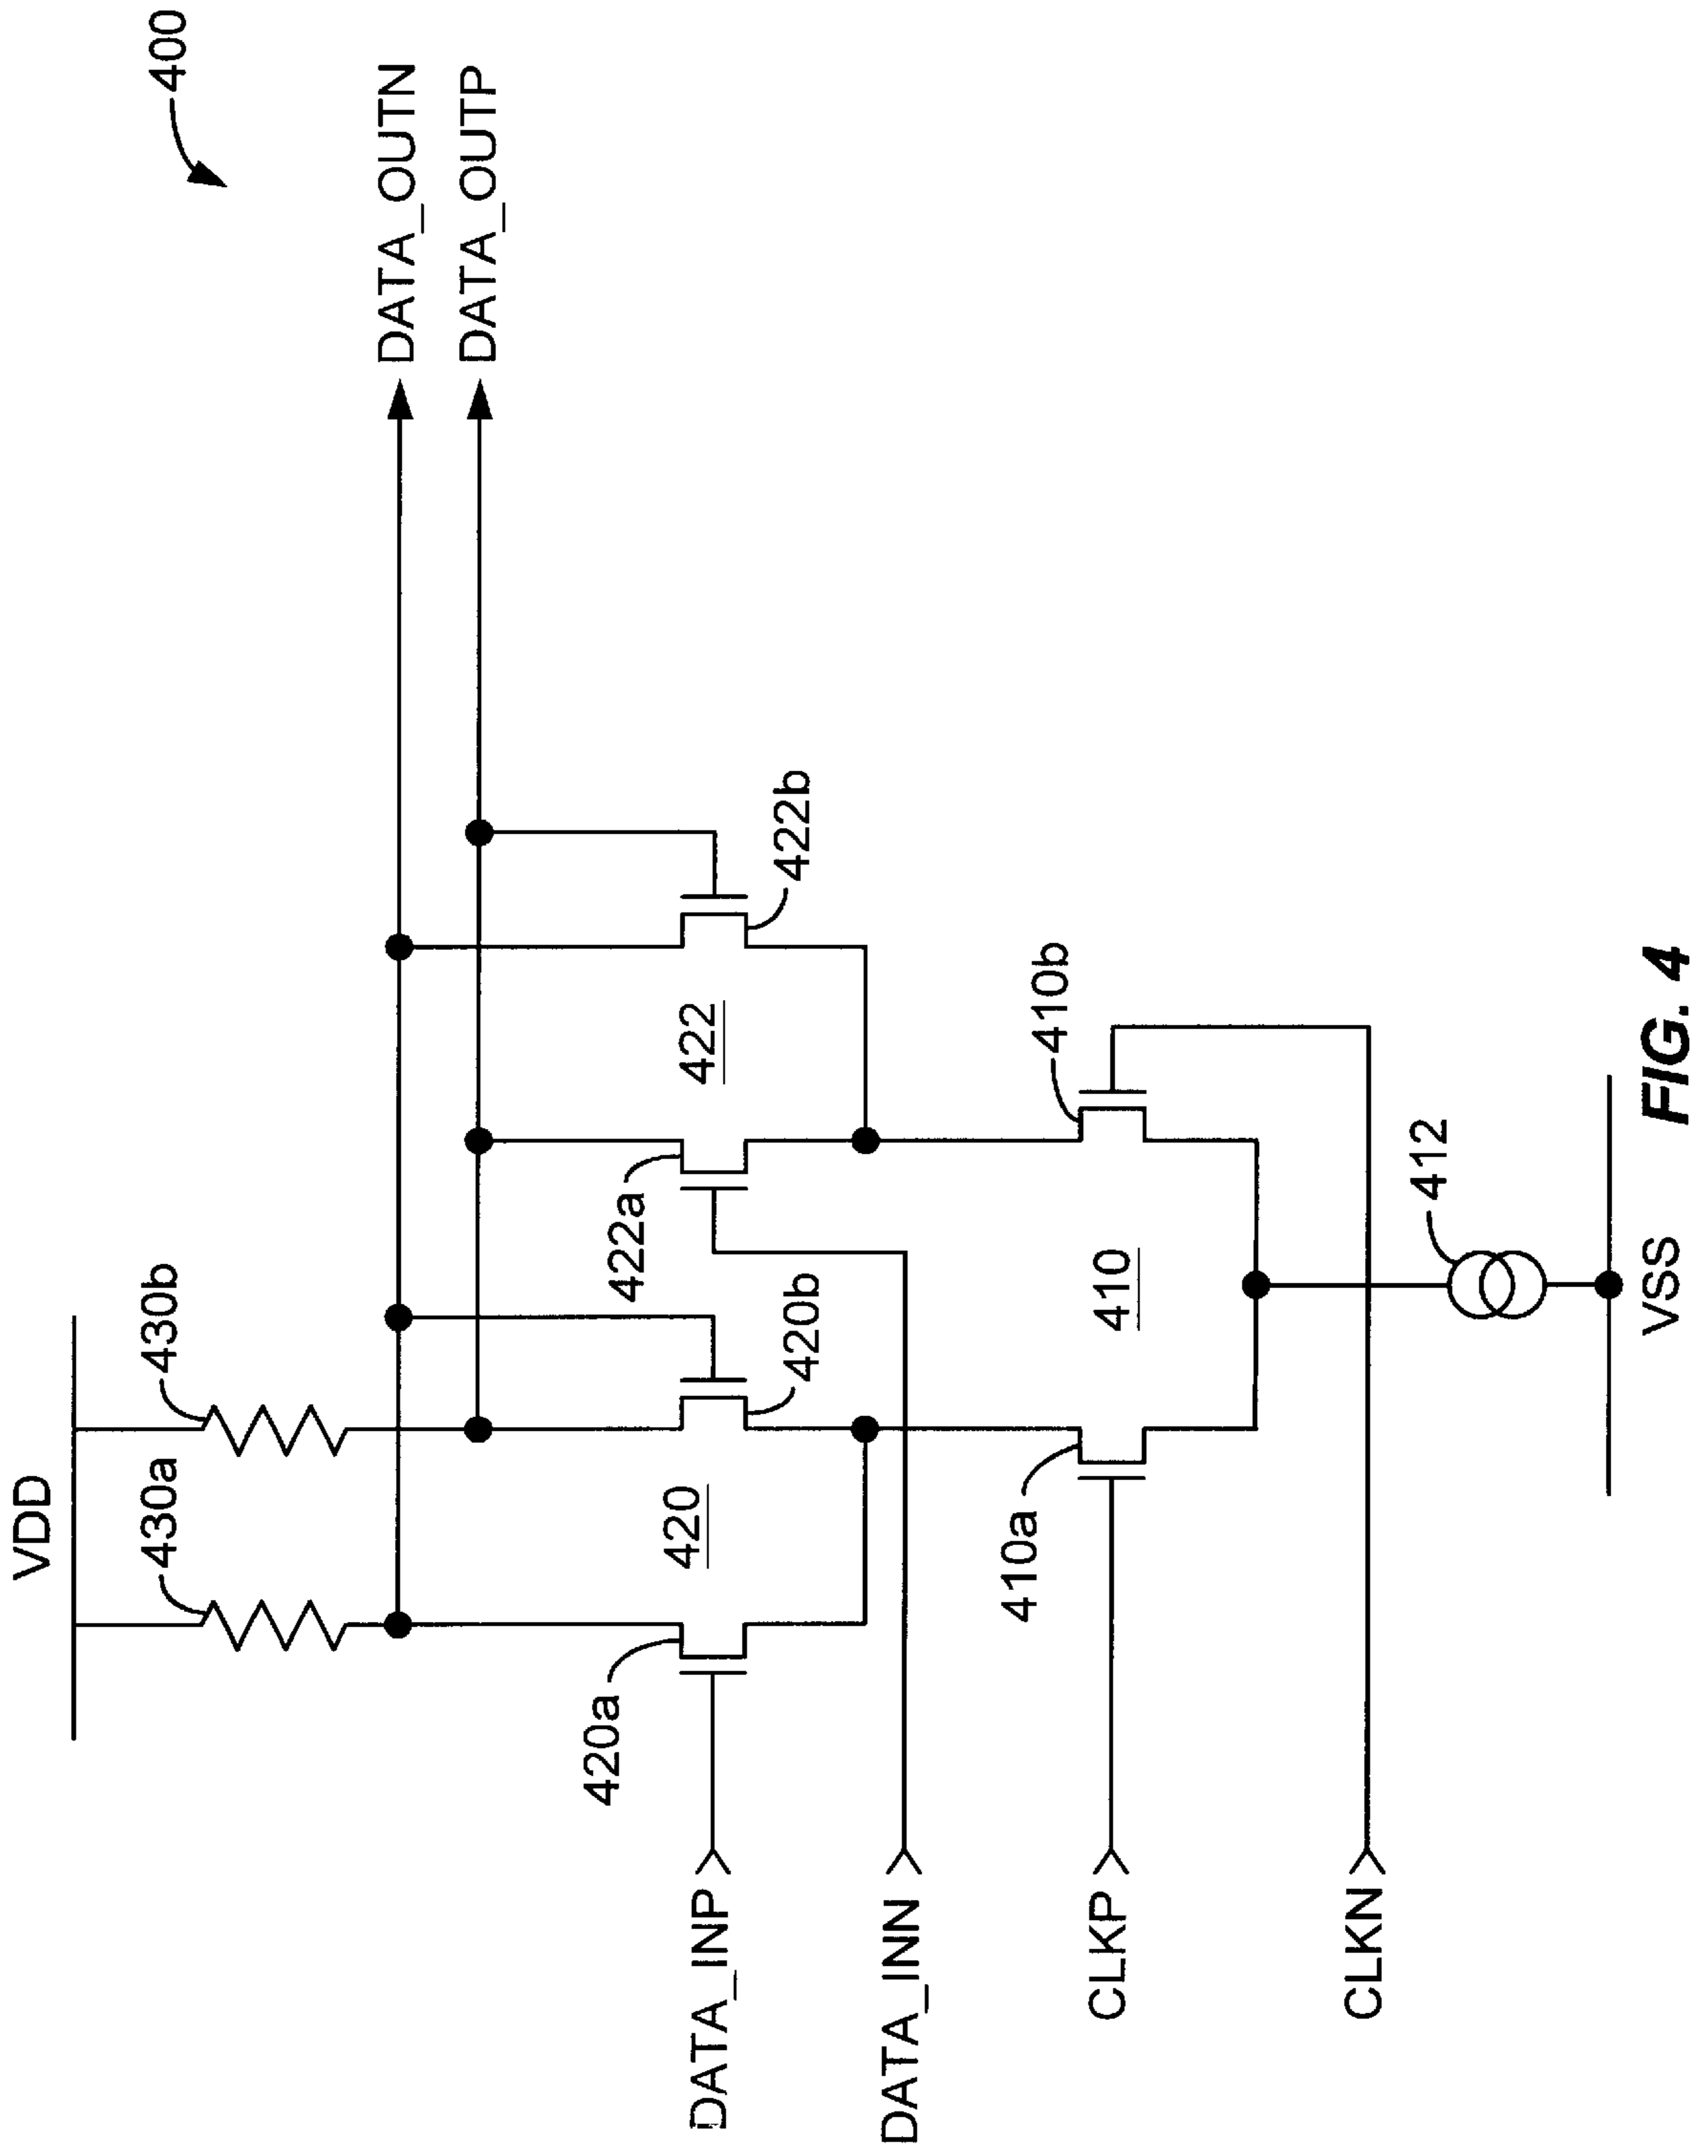 400
VDD
430a
430b
DATA_OUTN
DATA_OUTP
420a
420
420b
422a
422
422b
DATA_INP
DATA_INN
410a
410
410b
CLKP
CLKN
412
VSS
FIG. 4